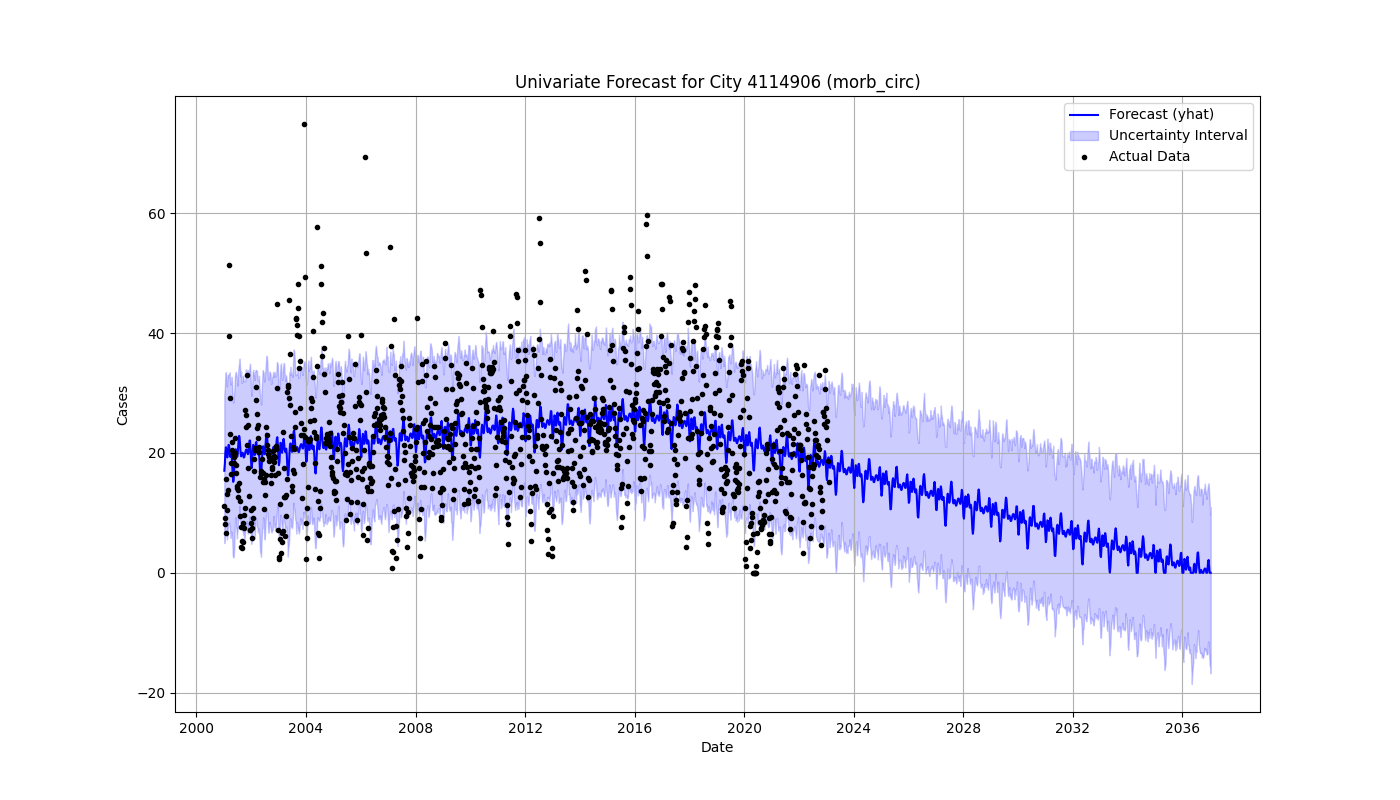 Univariate Forecast for City 4114906 (morb_circ)
Forecast (yhat)
Uncertainty Interval
Actual Data
Cases
60
40
20
0
−20
2000 2004 2008 2012 2016 2020 2024 2028 2032 2036
Date